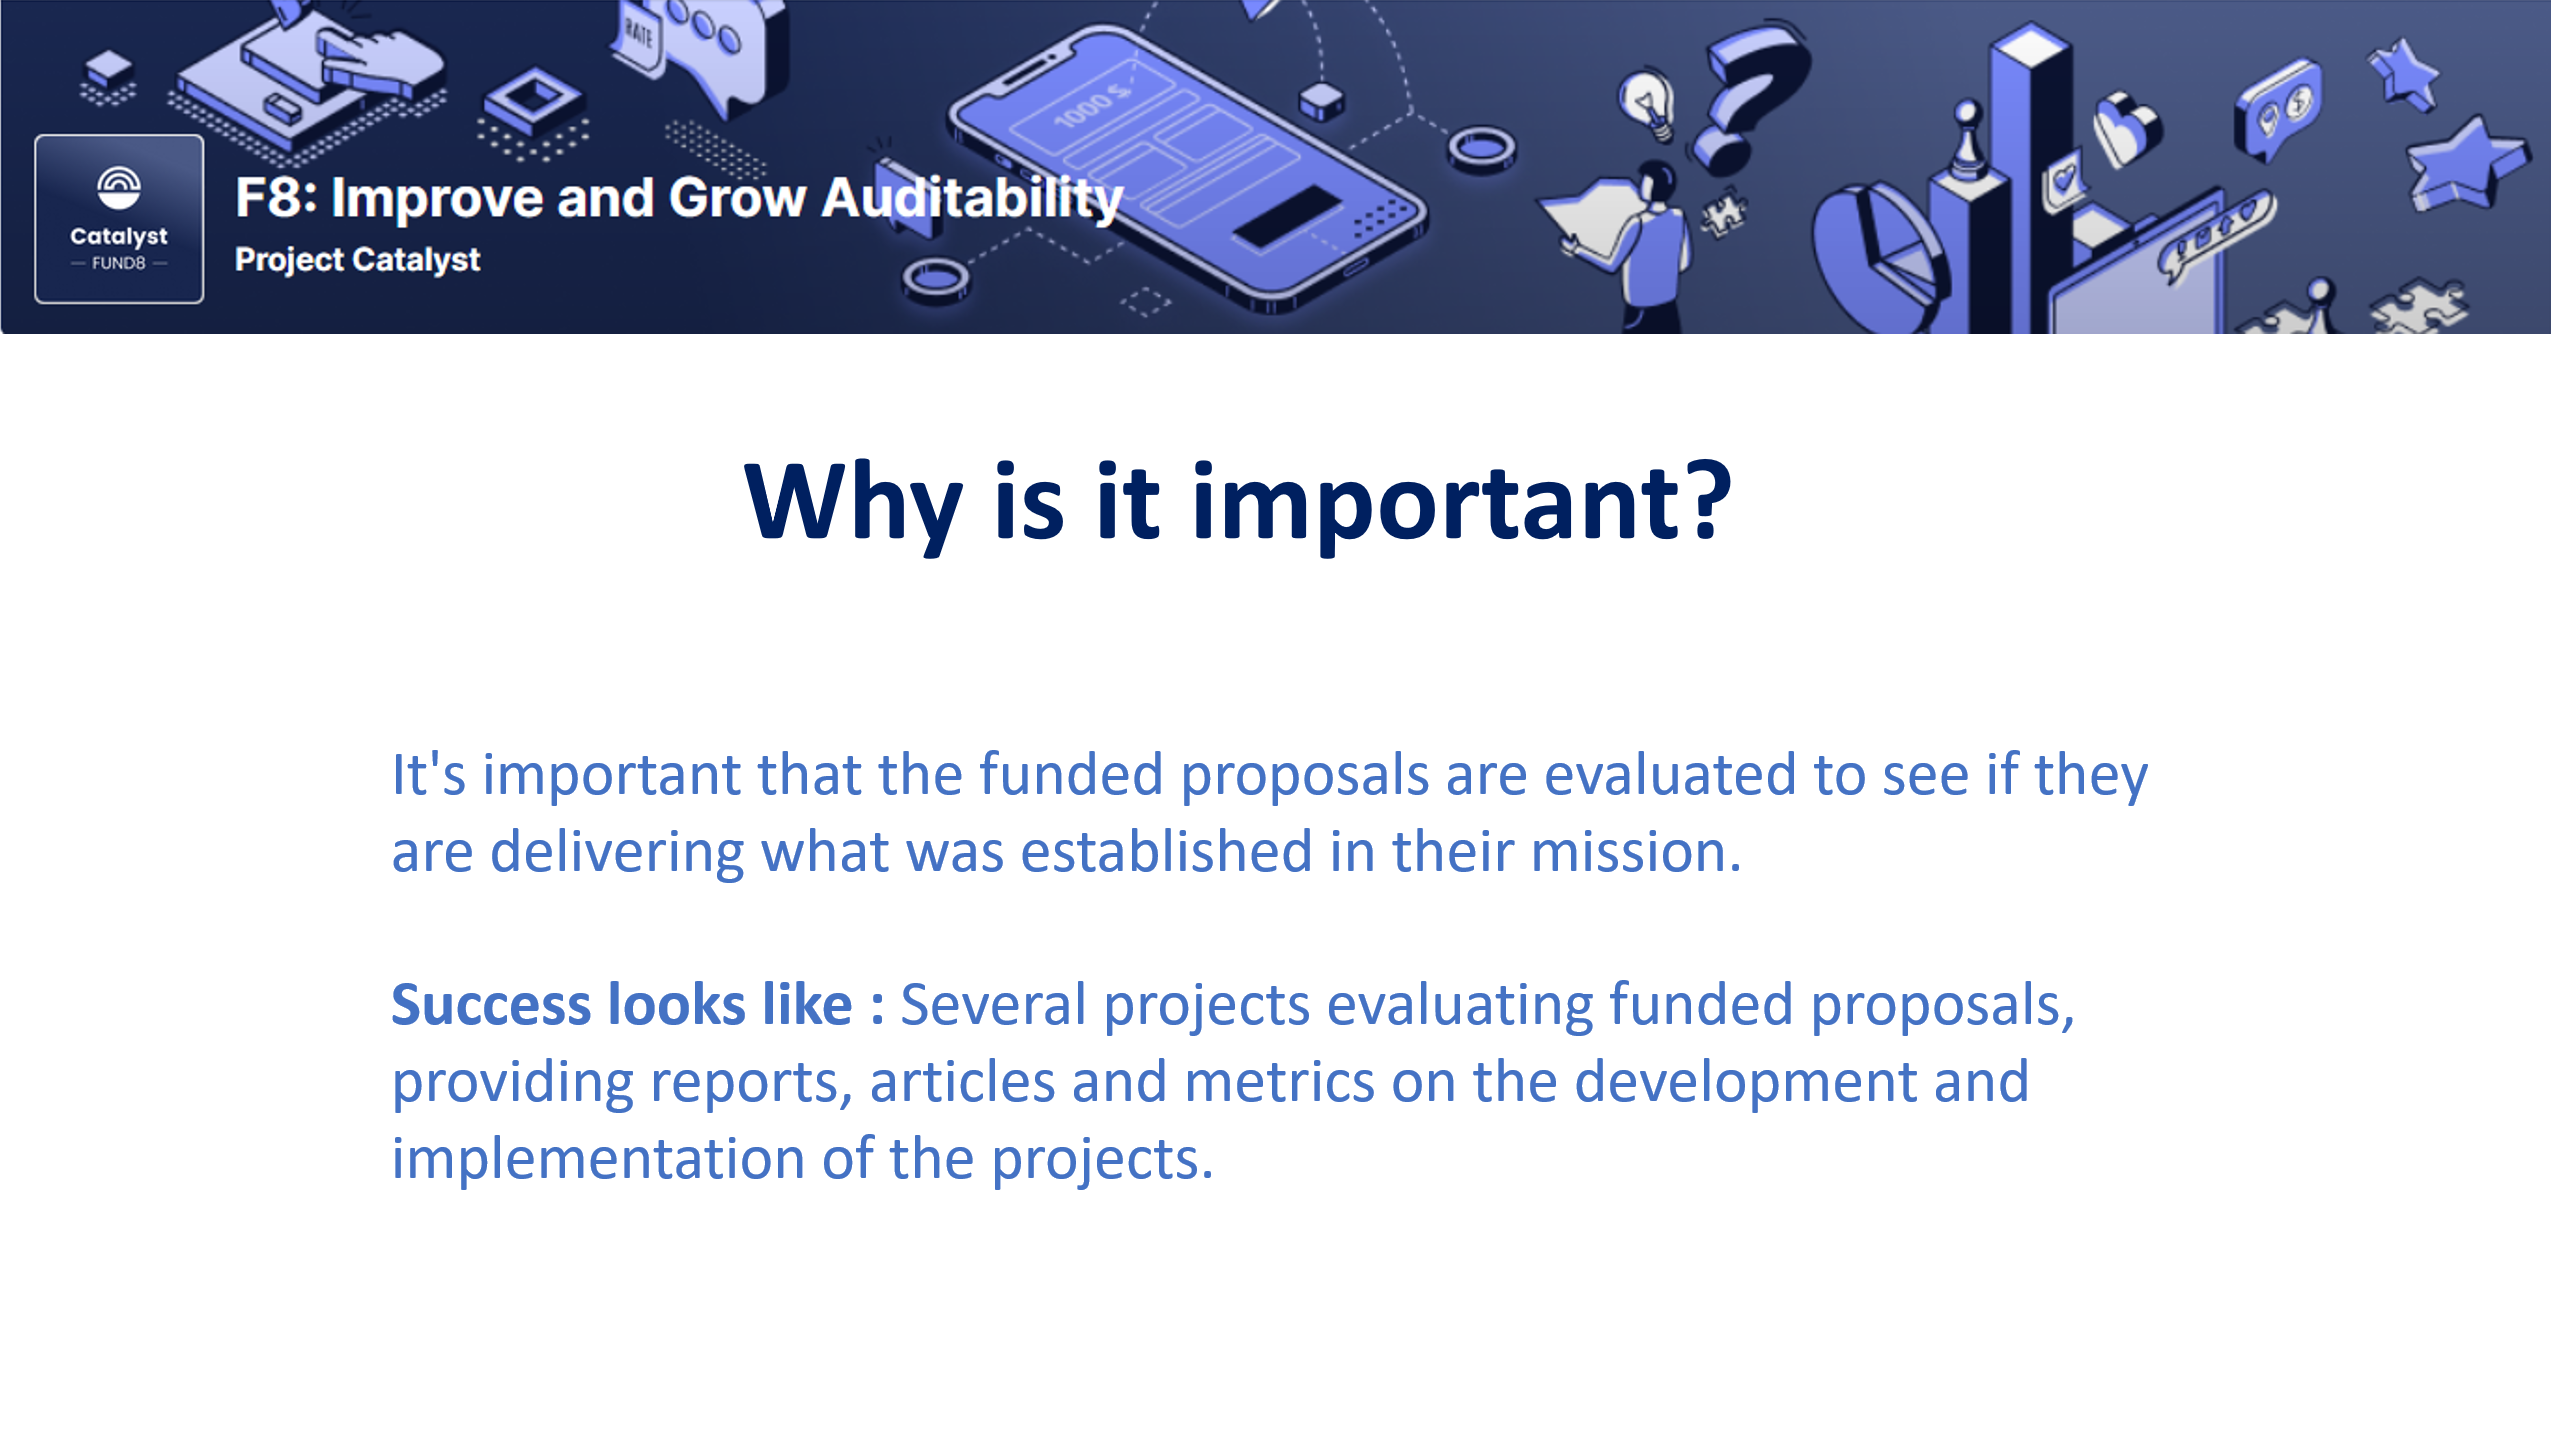 RATE
1000 $
F8: Improve and Grow Auditability
Catalyst
— FUND8 —
Project Catalyst
Why is it important?
It's important that the funded proposals are evaluated to see if they
are delivering what was established in their mission.
Success looks like : Several projects evaluating funded proposals,
providing reports, articles and metrics on the development and
implementation of the projects.